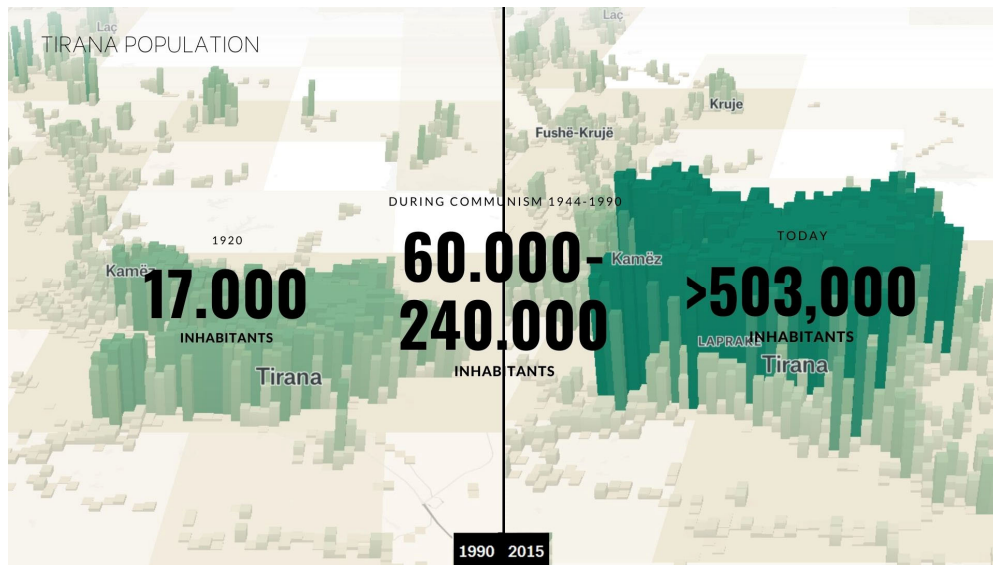 Laç
TIRANA POPULATION
Laç
Kruje
Fushë-Krujë
DURING COMMUNISM 1944-1990
60.000-
240.000
INHABITANTS
1920
17.000
INHABITANTS
Kamëz
Tirana
TODAY
>503,000
INHABITANTS
Kamëz
LAPRAKË
Tirana
1990 2015